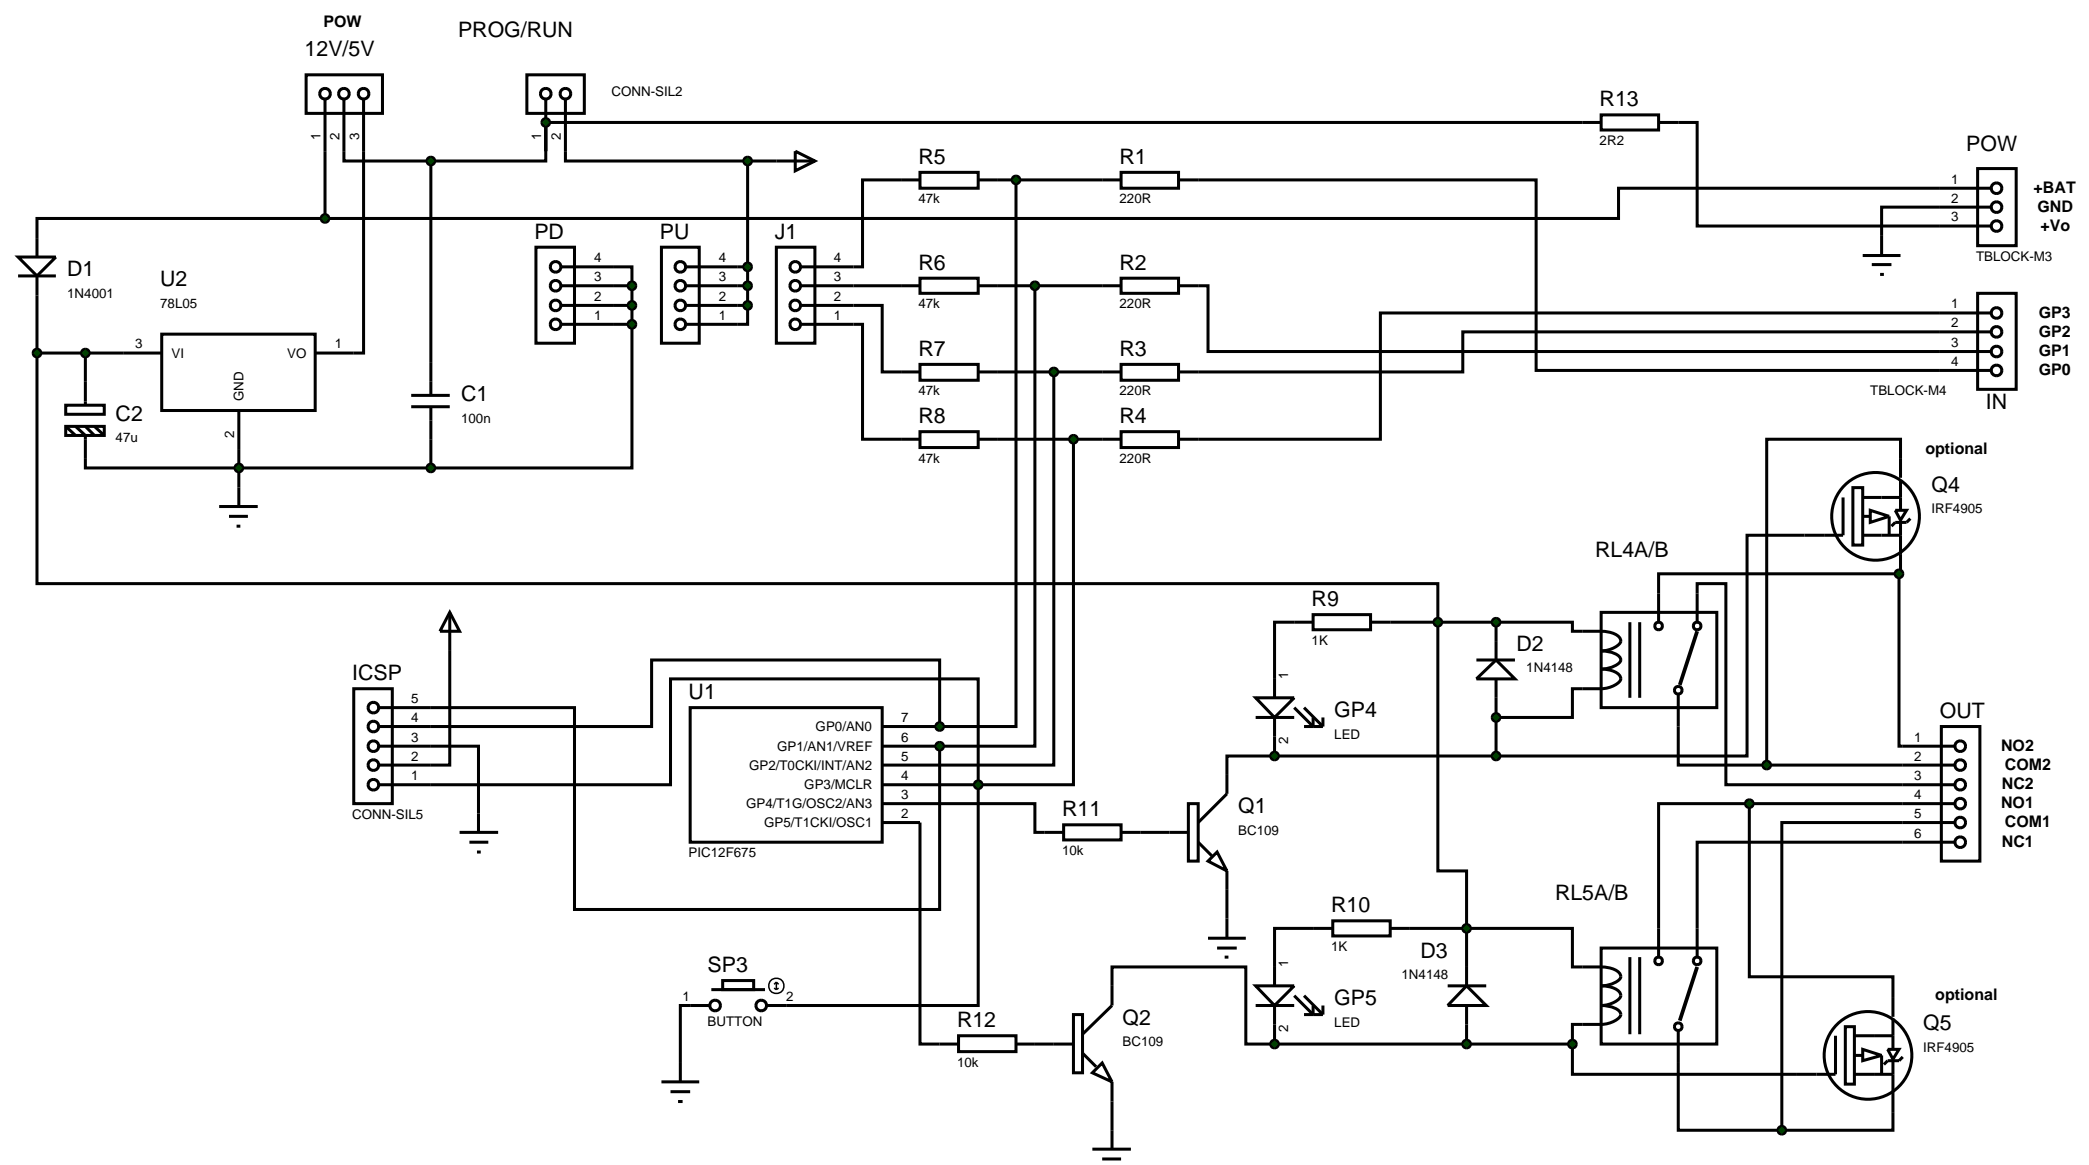 POW
12V/5V
PROG/RUN
CONN-SIL2
1
2
3
1
2
R13
2R2
POW
1
2
3
+BAT
GND
+Vo
TBLOCK-M3
R5
47k
R1
220R
PD
4
3
2
1
PU
4
3
2
1
J1
4
3
2
1
R6
47k
R2
220R
D1
1N4001
U2
78L05
3
VI
VO
1
GND
2
C2
47u
C1
100n
R7
47k
R3
220R
R8
47k
R4
220R
1
2
3
4
GP3
GP2
GP1
GP0
TBLOCK-M4
IN
optional
Q4
IRF4905
RL4A/B
R9
1K
D2
1N4148
1
2
GP4
LED
ICSP
5
4
3
2
1
CONN-SIL5
U1
GP0/AN0
GP1/AN1/VREF
GP2/T0CKI/INT/AN2
GP3/MCLR
GP4/T1G/OSC2/AN3
GP5/T1CKI/OSC1
7
6
5
4
3
2
PIC12F675
R11
10k
Q1
BC109
OUT
1
2
3
4
5
6
NO2
COM2
NC2
NO1
COM1
NC1
RL5A/B
R10
1K
D3
1N4148
1
2
GP5
LED
SP3
1
2
BUTTON
R12
10k
Q2
BC109
optional
Q5
IRF4905